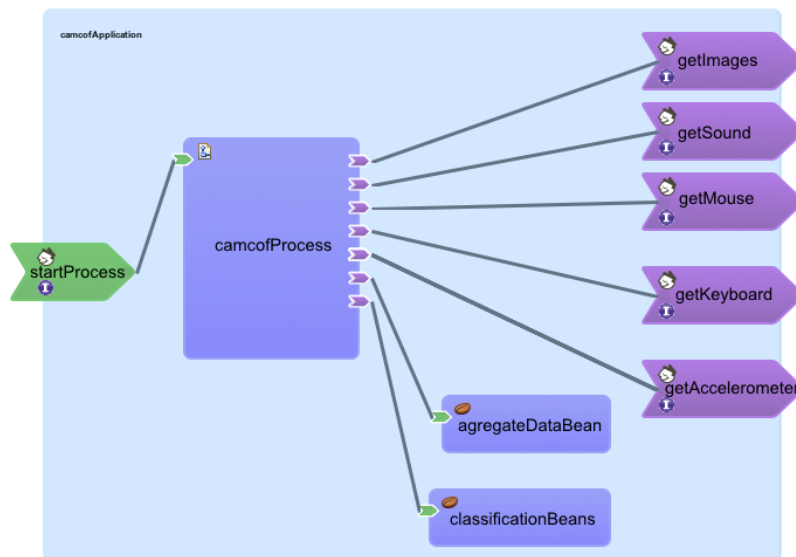 camcofApplication
getImages
getSound
getMouse
camcofProcess
startProcess
getKeyboard
getAccelerometer
agregateDataBean
classificationBeans